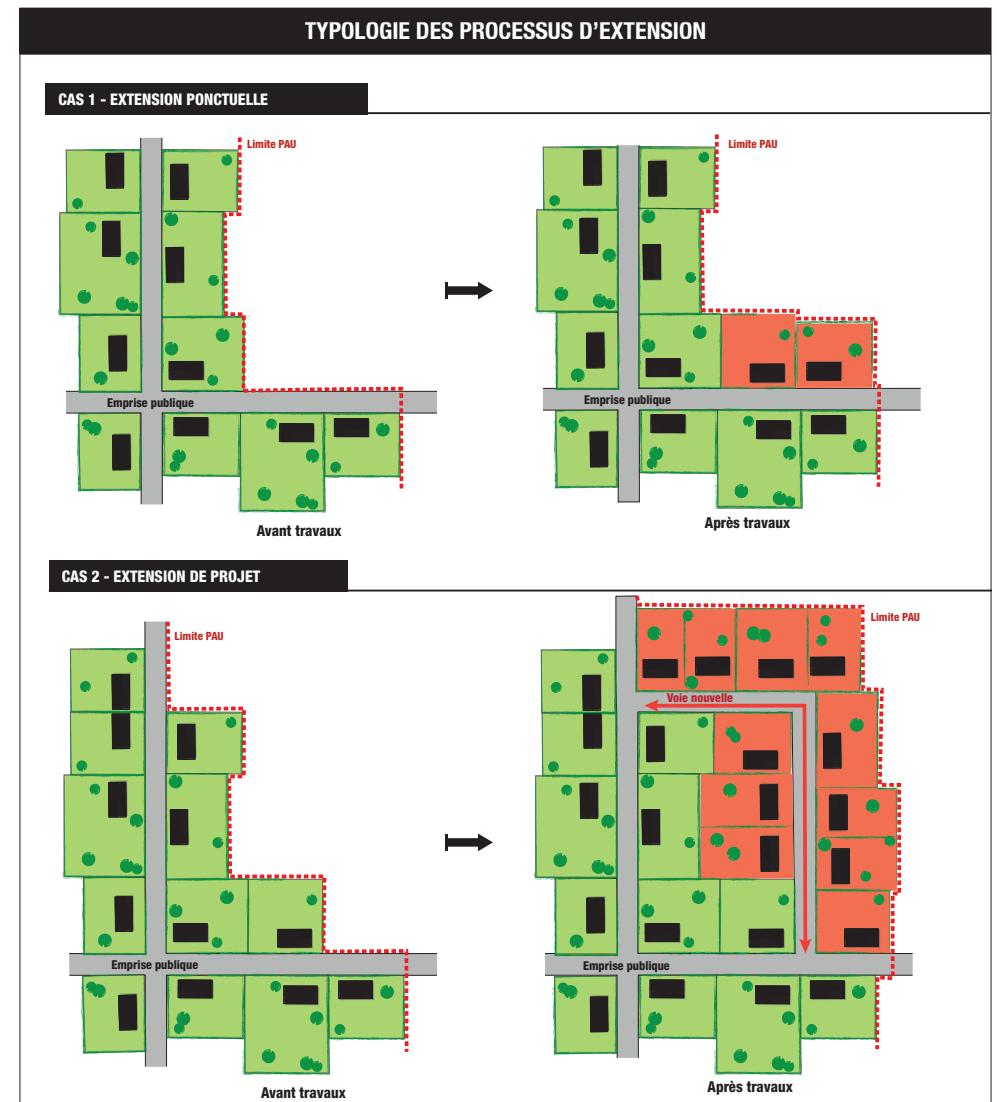 TYPOLOGIE DES PROCESSUS D'EXTENSION
CAS 1 - EXTENSION PONCTUELLE
Limite PAU
Limite PAU
Emprise publique
Emprise publique
Avant travaux
Après travaux
CAS 2 - EXTENSION DE PROJET
Limite PAU
Limite PAU
Voie nouvelle
Emprise publique
Emprise publique
Avant travaux
Après travaux